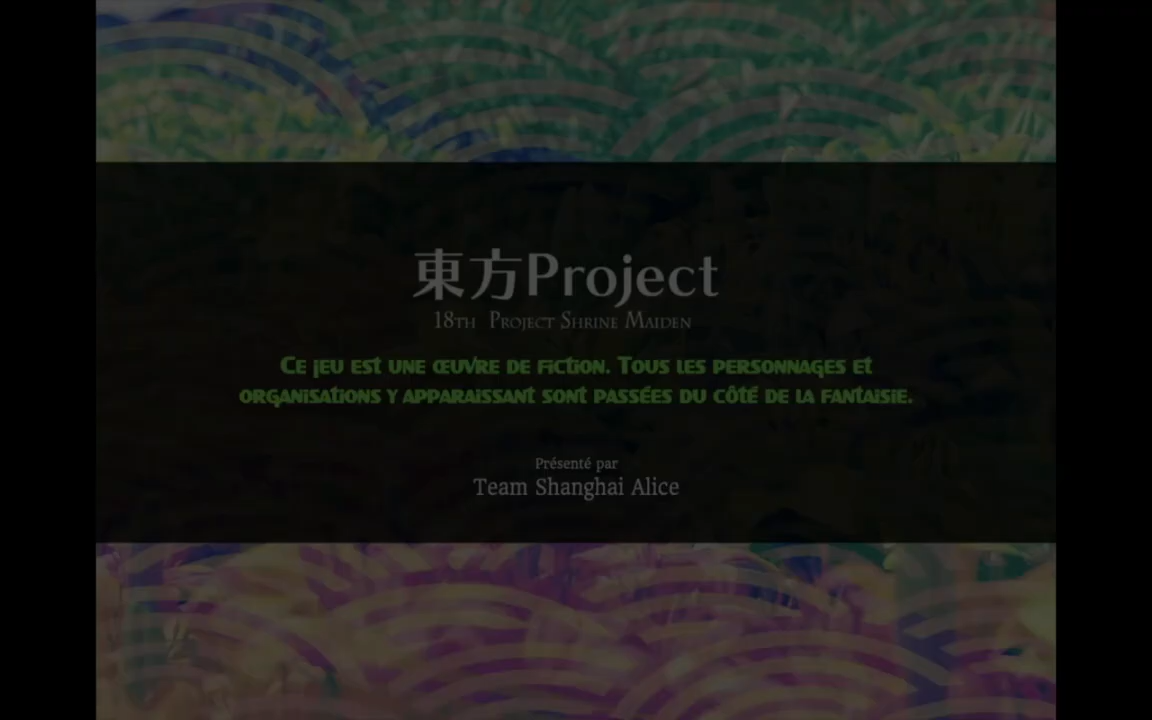 東方Project
18th Project Shrine Maiden
Ce jeu est une œuvre de fiction. Tous les personnages et
organisations y apparaissant sont passées du côté de la fantaisie.
Présenté par
Team Shanghai Alice